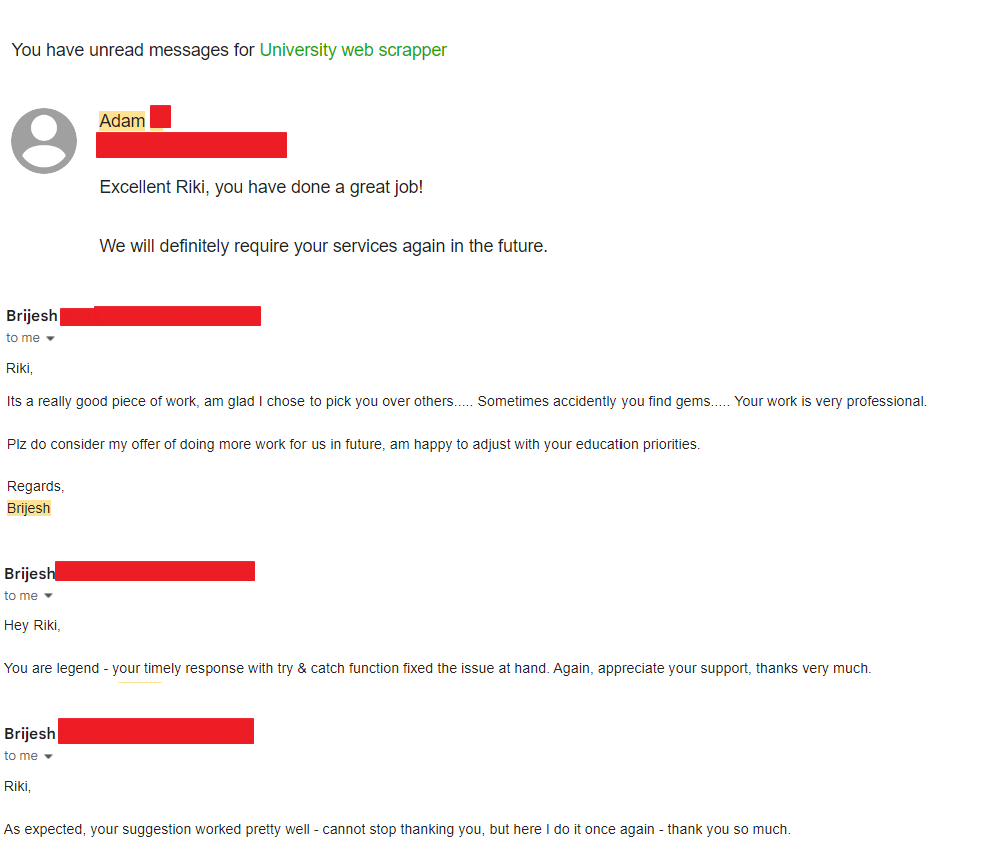 You have unread messages for University web scrapper
Adam
Excellent Riki, you have done a great job!
We will definitely require your services again in the future.
Brijesh
to me
Riki,
Its a really good piece of work, am glad I chose to pick you over others..... Sometimes accidently you find gems..... Your work is very professional.
Plz do consider my offer of doing more work for us in future, am happy to adjust with your education priorities.
Regards,
Brijesh
Brijesh
to me
Hey Riki,
You are legend - your timely response with try & catch function fixed the issue at hand. Again, appreciate your support, thanks very much.
Brijesh
to me
Riki,
As expected, your suggestion worked pretty well - cannot stop thanking you, but here I do it once again - thank you so much.